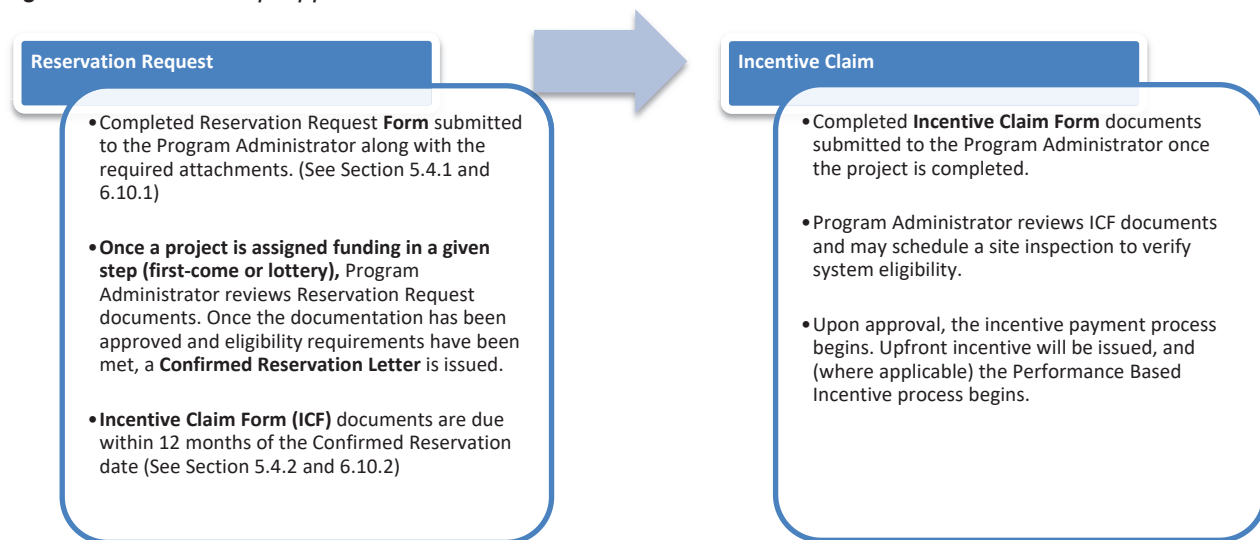 Reservation Request
•Completed Reservation Request Form submitted
to the Program Administrator along with the
required attachments. (See Section 5.4.1 and
6.10.1)
•Once a project is assigned funding in a given
step (first-come or lottery), Program
Administrator reviews Reservation Request
documents. Once the documentation has been
approved and eligibility requirements have been
met, a Confirmed Reservation Letter is issued.
•Incentive Claim Form (ICF) documents are due
within 12 months of the Confirmed Reservation
date (See Section 5.4.2 and 6.10.2)
Incentive Claim
•Completed Incentive Claim Form documents
submitted to the Program Administrator once
the project is completed.
•Program Administrator reviews ICF documents
and may schedule a site inspection to verify
system eligibility.
•Upon approval, the incentive payment process
begins. Upfront incentive will be issued, and
(where applicable) the Performance Based
Incentive process begins.